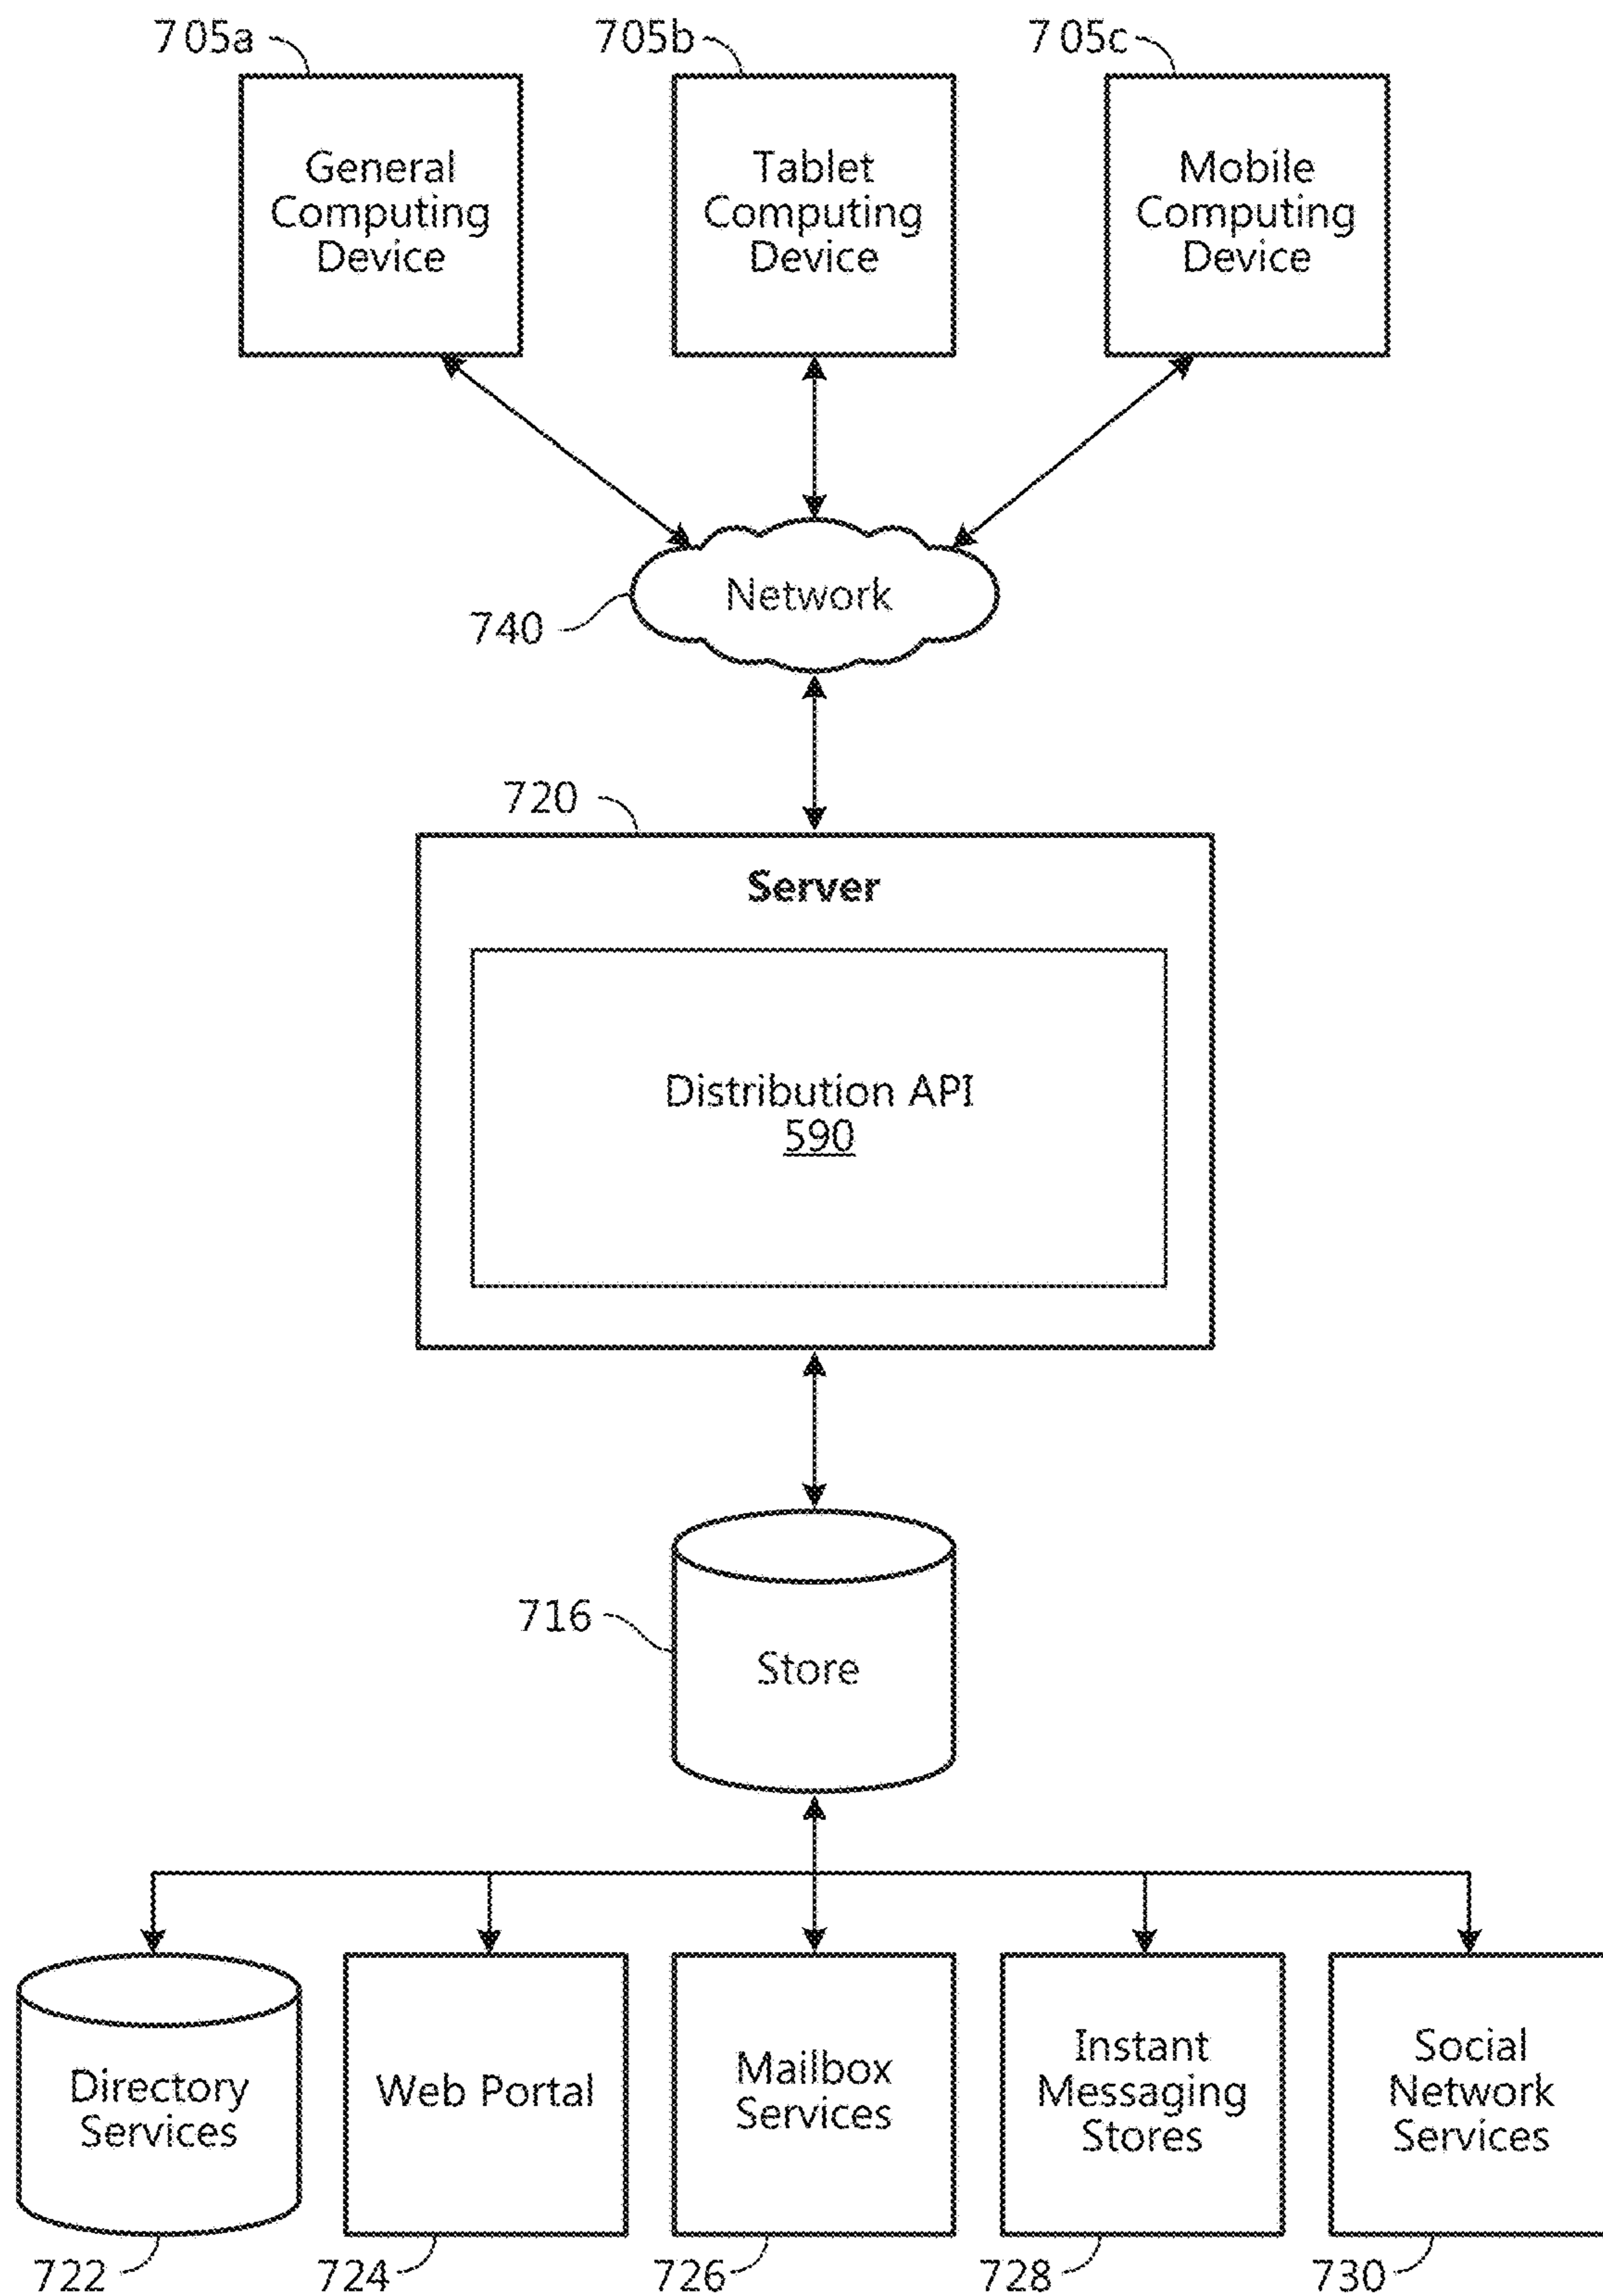 705a
705b
705c
General
Computing
Device
Tablet
Computing
Device
Mobile
Computing
Device
Network
740
720
Server
Distribution API
590
716
Store
Directory
Services
Web Portal
Mailbox
Services
Instant
Messaging
Stores
Social
Network
Services
722
724
726
728
730